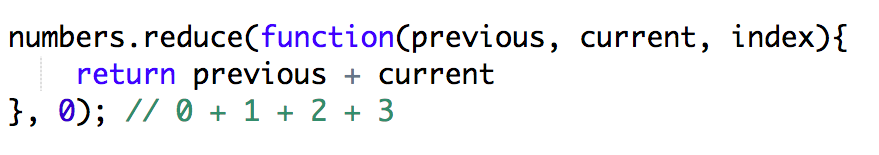 numbers.reduce(function(previous, current, index){
    return previous + current
}, 0); // 0 + 1 + 2 + 3